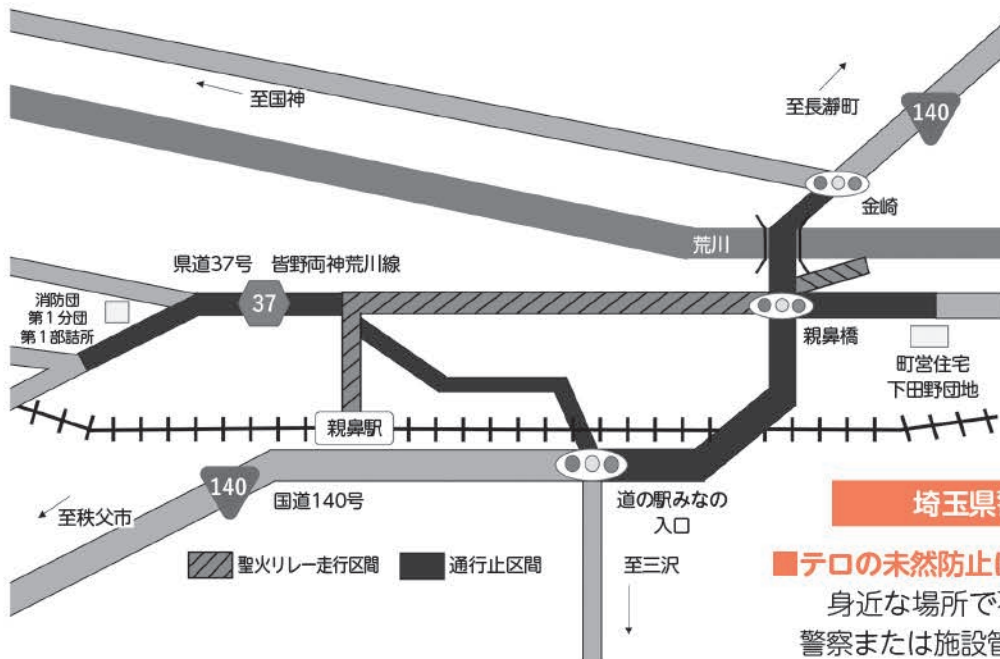 至国神
至長瀞町
140
金崎
荒川
県道37号 皆野両神荒川線
37
消防団
第1分団
第1部詰所
親鼻橋
町営住宅
下田野団地
親鼻駅
140
国道140号
至秩父市
道の駅みなの
入口
聖火リレー走行区間
通行止区間
至三沢
埼玉県
■テロの未然防止
身近な場所で
警察または施設管